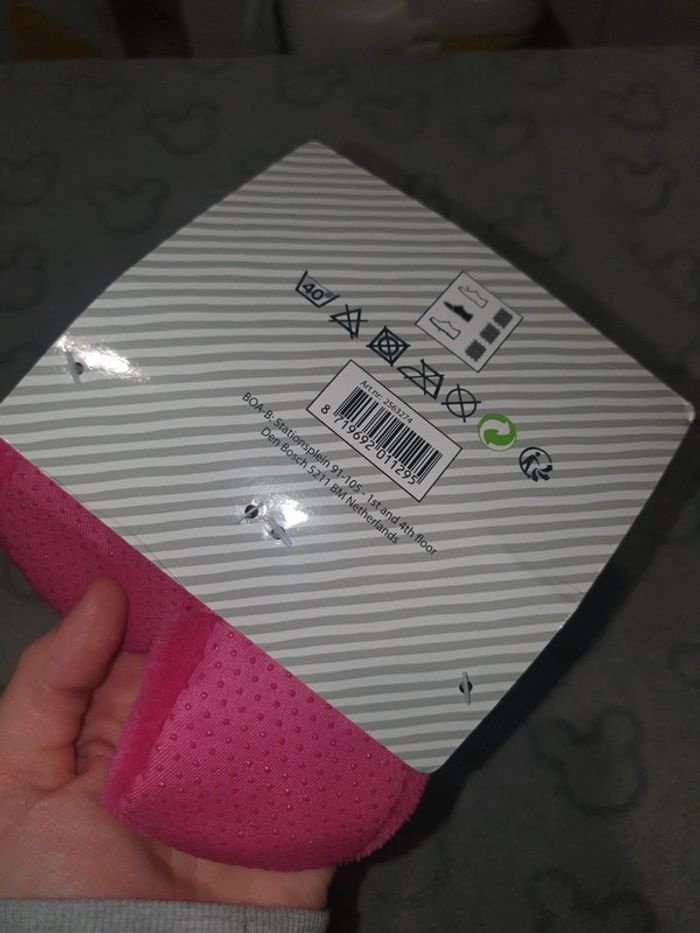 40°
Art nr: 2563274
8 719692 011295
BOA-B: Stationsplein 91-105 - 1st and 4th floor
Den Bosch 5211 BM Netherlands